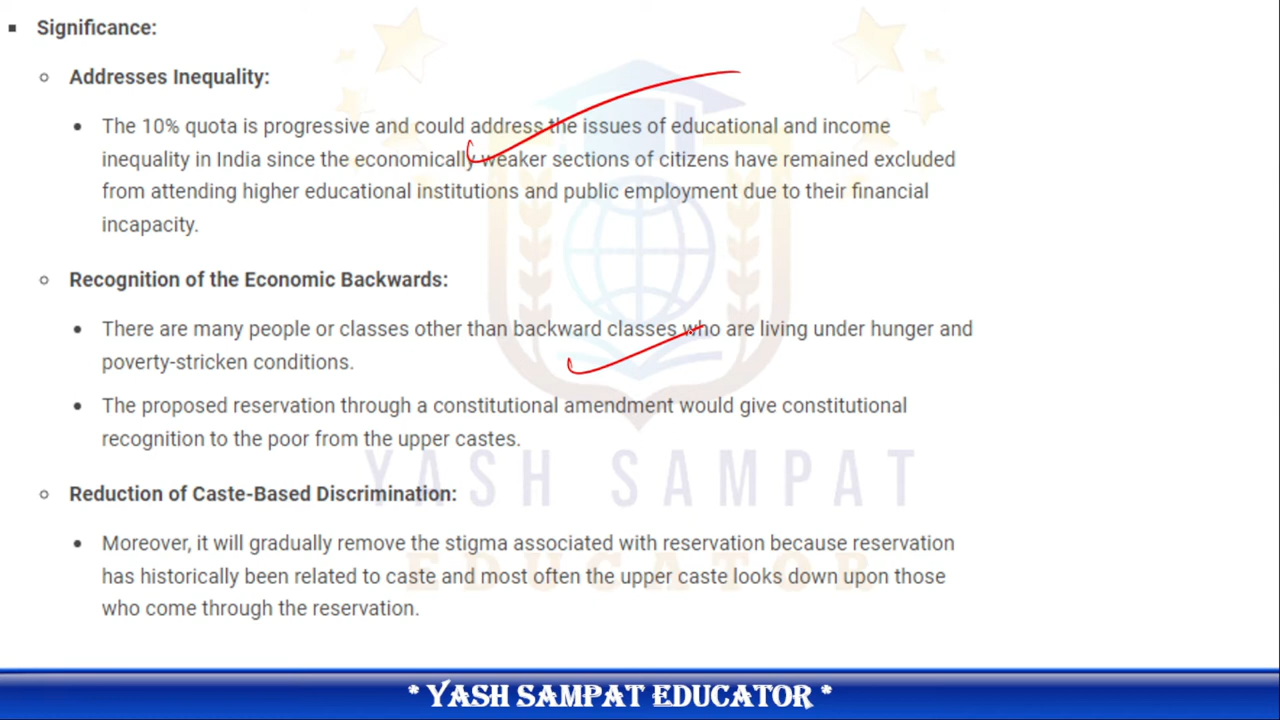 Significance:
Addresses Inequality:
The 10% quota is progressive and could address the issues of educational and income
inequality in India since the economically weaker sections of citizens have remained excluded
from attending higher educational institutions and public employment due to their financial
incapacity.
Recognition of the Economic Backwards:
There are many people or classes other than backward classes who are living under hunger and
poverty-stricken conditions.
The proposed reservation through a constitutional amendment would give constitutional
recognition to the poor from the upper castes.
Reduction of Caste-Based Discrimination:
Moreover, it will gradually remove the stigma associated with reservation because reservation
has historically been related to caste and most often the upper caste looks down upon those
who come through the reservation.
YASH SAMPAT
EDUCATOR
* YASH SAMPAT EDUCATOR *